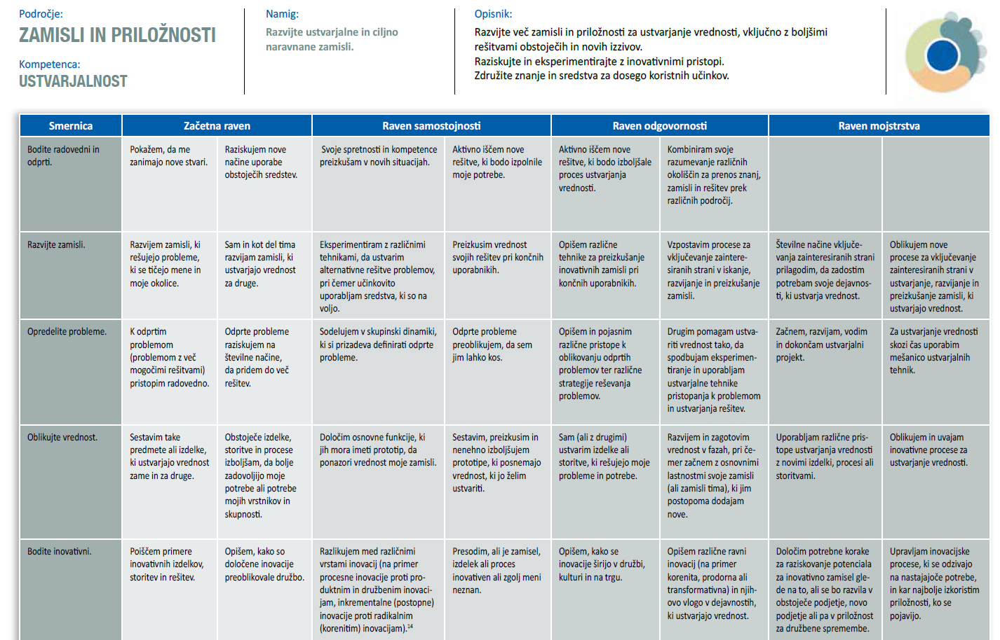 Področje:
ZAMISLI IN PRILOŽNOSTI
Kompetenca:
USTVARJALNOST
Namig:
Razvijte ustvarjalne in ciljno
naravnane zamisli.
Opisnik:
Razvijte več zamisli in priložnosti za ustvarjanje vrednosti, vključno z boljšimi
rešitvami obstoječih in novih izzivov.
Raziskujte in eksperimentirajte z inovativnimi pristopi.
Združite znanje in sredstva za dosego koristnih učinkov.
Smernica
Začetna raven
Raven samostojnosti
Raven odgovornosti
Raven mojstrstva
Bodite radovedni in
odprti.
Pokažem, da me
zanimajo nove stvari.
Raziskujem nove
načine uporabe
obstoječih sredstev.
Svoje spretnosti in kompetence
preizkušam v novih situacijah.
Aktivno iščem nove
rešitve, ki bodo izpolnile
moje potrebe.
Aktivno iščem nove
rešitve, ki bodo izboljšale
proces ustvarjanja
vrednosti.
Kombiniram svoje
razumevanje različnih
okoliščin za prenos znanj,
zamisli in rešitev prek
različnih področij.
Razvijte zamisli.
Razvijem zamisli, ki
rešujejo probleme,
ki se tičejo mene in
moje okolice.
Sam in kot del tima
razvijam zamisli, ki
ustvarjajo vrednost
za druge.
Eksperimentiram z različnimi
tehnikami, da ustvarim
alternativne rešitve problemov,
pri čemer učinkovito
uporabljam sredstva, ki so na
voljo.
Preizkusim vrednost
svojih rešitev pri končnih
uporabnikih.
Opišem različne
tehnike za preizkušanje
inovativnih zamisli pri
končnih uporabnikih.
Vzpostavim procese za
vključevanje zaintere-
siranih strani v iskanje,
razvijanje in preizkušanje
zamisli.
Številne načine vključe-
vanja zainteresiranih strani
prilagodim, da zadostim
potrebam svoje dejavnos-
ti, ki ustvarja vrednost.
Oblikujem nove
procese za vključevanje
zainteresiranih strani v
ustvarjanje, razvijanje in
preizkušanje zamisli, ki
ustvarjajo vrednost.
Opredelite probleme.
K odprtim
problemom
(problemom z več
mogočimi rešitvami)
pristopim radovedno.
Odprte probleme
raziskujem na
številne načine,
da pridem do več
rešitev.
Sodelujem v skupinski dinamiki,
ki si prizadeva definirati odprte
probleme.
Odprte probleme
preoblikujem, da sem
jim lahko kos.
Opišem in pojasnim
različne pristope k
oblikovanju odprtih
problemov ter različne
strategije reševanja
problemov.
Drugim pomagam ustva-
riti vrednost tako, da
spodbujam eksperimen-
tiranje in uporabljam
ustvarjalne tehnike
pristopanja k problemom
in ustvarjanja rešitev.
Začnem, razvijam, vodim
in dokončam ustvarjalni
projekt.
Za ustvarjanje vrednosti
skozi čas uporabim
mešanico ustvarjalnih
tehnik.
Oblikujte vrednost.
Sestavim take
predmete ali izdelke,
ki ustvarjajo vrednost
zame in za druge.
Obstoječe izdelke,
storitve in procese
izboljšam, da bolje
zadovoljijo moje
potrebe ali potrebe
mojih vrstnikov in
skupnosti.
Določim osnovne funkcije, ki
jih mora imeti prototip, da
ponazori vrednost moje zamisli.
Sestavim, preizkusim in
nenehno izboljšujem
prototipe, ki posnemajo
vrednost, ki jo želim
ustvariti.
Sam (ali z drugimi)
ustvarim izdelke ali
storitve, ki rešujejo moje
probleme in potrebe.
Razvijem in zagotovim
vrednost v fazah, pri če-
mer začnem z osnovnimi
lastnostmi svoje zamisli
(ali zamisli tima), ki jim
postopoma dodajam
nove.
Uporabljam različne pris-
tope ustvarjanja vrednosti
z novimi izdelki, procesi ali
storitvami.
Oblikujem in uvajam
inovativne procese za
ustvarjanje vrednosti.
Bodite inovativni.
Poiščem primere
inovativnih izdelkov,
storitev in rešitev.
Opišem, kako so
določene inovacije
preoblikovale družbo.
Razlikujem med različnimi
vrstami inovacij (na primer
procesne inovacije proti pro-
duktnim in družbenim inovaci-
jam, inkrementalne (postopne)
inovacije proti radikalnim
(korenitim) inovacijam).¹⁴
Presodim, ali je zamisel,
izdelek ali proces
inovativen ali zgolj meni
neznan.
Opišem, kako se
inovacije širijo v družbi,
kulturi in na trgu.
Opišem različne ravni
inovacij (na primer
korenita, prodorna ali
transformativna) in njih-
ovo vlogo v dejavnostih,
ki ustvarjajo vrednost.
Določim potrebne korake
za raziskovanje potenciala
za inovativno zamisel gle-
de na to, ali se bo razvila v
obstoječe podjetje, novo
podjetje ali pa v priložnost
za družbene spremembe.
Upravljam inovacijske
procese, ki se odzivajo
na nastajajoče potrebe,
in kar najbolje izkoristim
priložnosti, ko se
pojavijo.